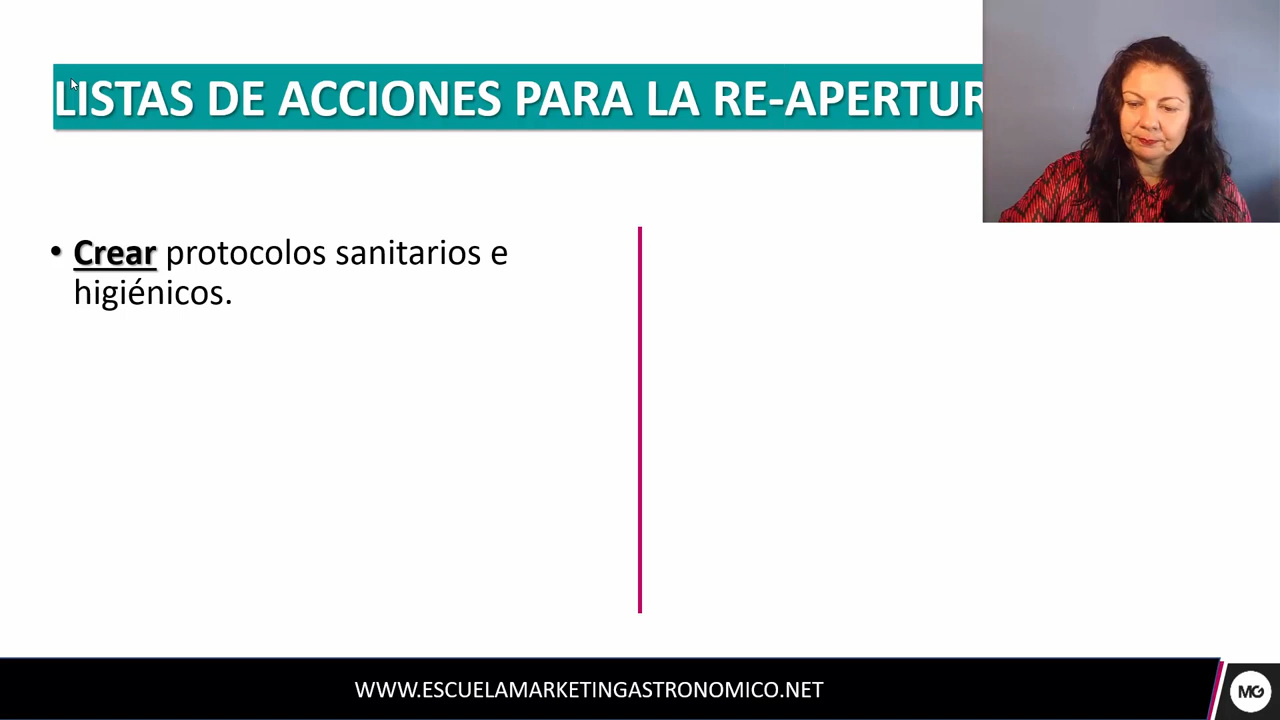 LISTAS DE ACCIONES PARA LA RE-APERTUR
• Crear protocolos sanitarios e
higiénicos.
WWW.ESCUELAMARKETINGASTRONOMICO.NET
MG